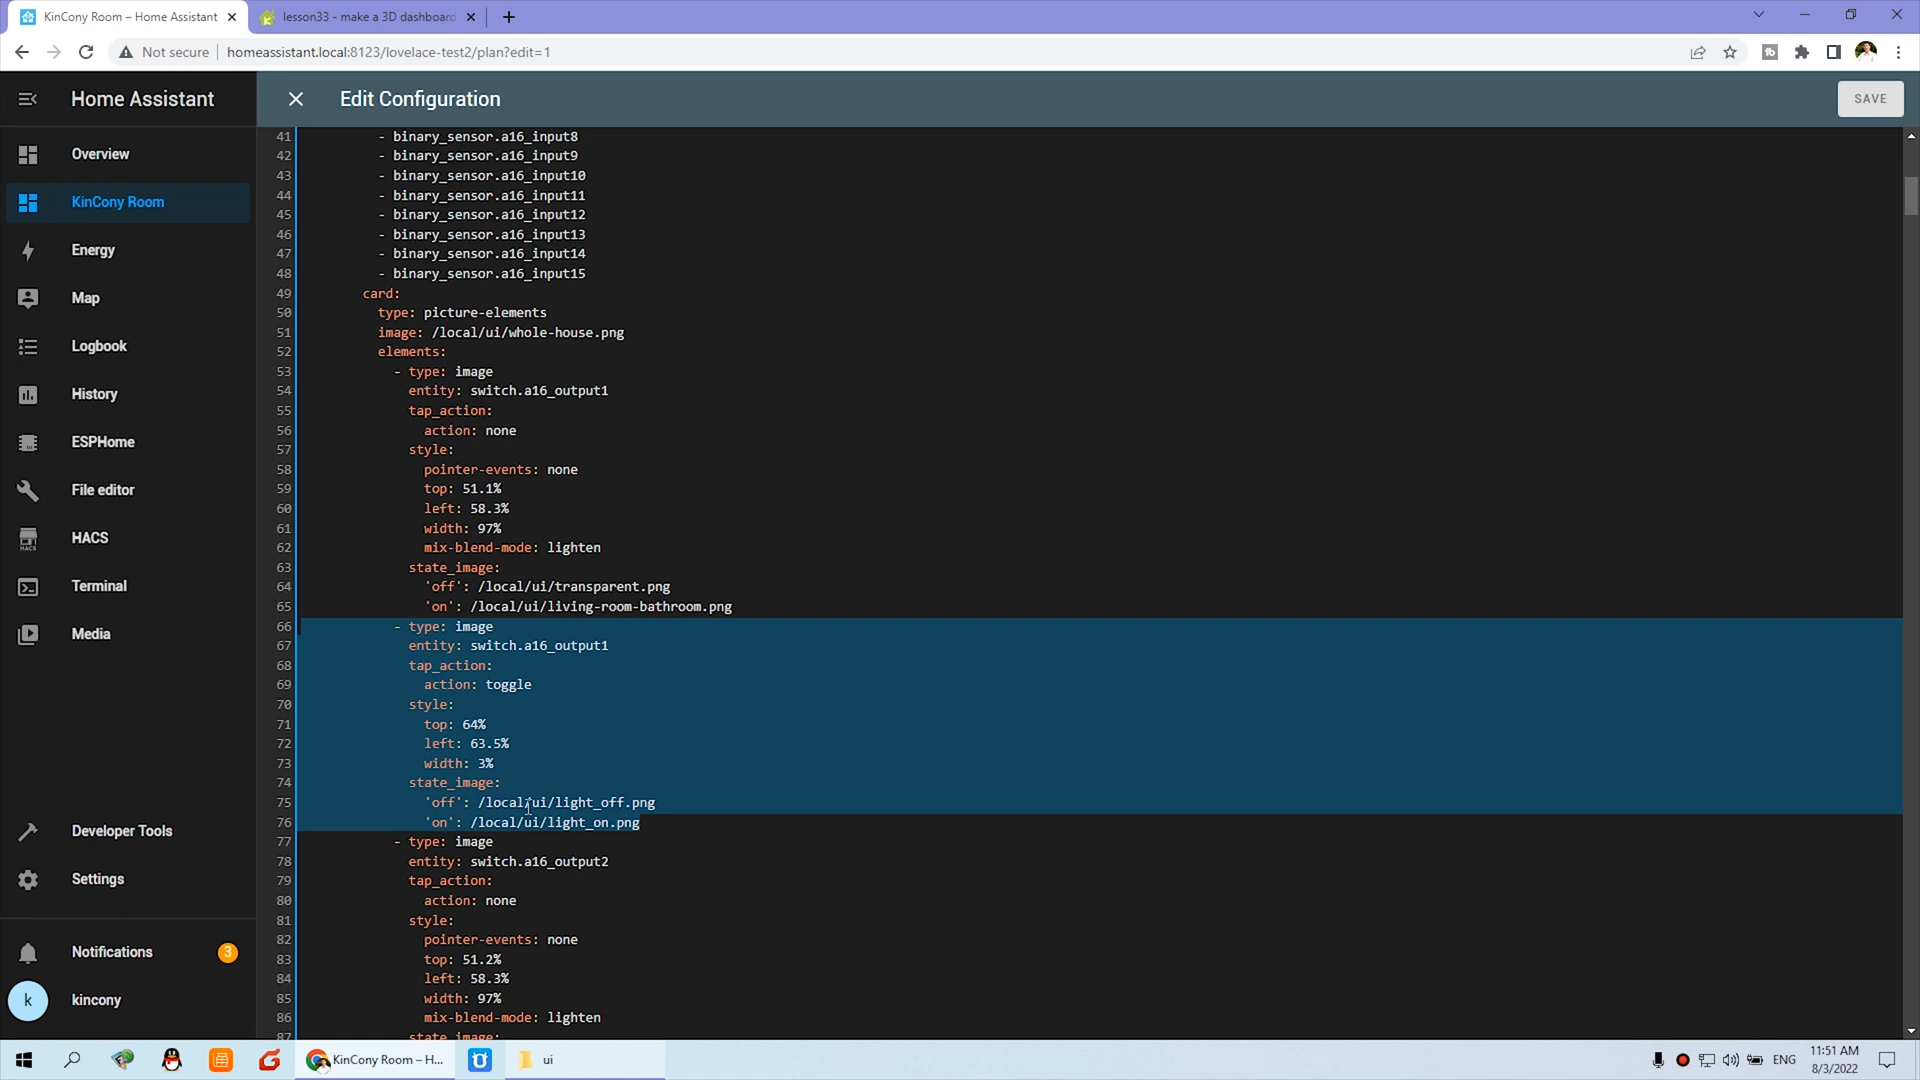 KinCony Room – Home Assistant
lesson33 - make a 3D dashboard
Not secure
homeassistant.local:8123/lovelace-test2/plan?edit=1
Home Assistant
Edit Configuration
SAVE
Overview
KinCony Room
Energy
Map
Logbook
History
ESPHome
File editor
HACS
Terminal
Media
Developer Tools
Settings
Notifications
3
k
kincony
41 - binary_sensor.a16_input8
42 - binary_sensor.a16_input9
43 - binary_sensor.a16_input10
44 - binary_sensor.a16_input11
45 - binary_sensor.a16_input12
46 - binary_sensor.a16_input13
47 - binary_sensor.a16_input14
48 - binary_sensor.a16_input15
49 card:
50 type: picture-elements
51 image: /local/ui/whole-house.png
52 elements:
53 - type: image
54 entity: switch.a16_output1
55 tap_action:
56 action: none
57 style:
58 pointer-events: none
59 top: 51.1%
60 left: 58.3%
61 width: 97%
62 mix-blend-mode: lighten
63 state_image:
64 'off': /local/ui/transparent.png
65 'on': /local/ui/living-room-bathroom.png
66 - type: image
67 entity: switch.a16_output1
68 tap_action:
69 action: toggle
70 style:
71 top: 64%
72 left: 63.5%
73 width: 3%
74 state_image:
75 'off': /local/ui/light_off.png
76 'on': /local/ui/light_on.png
77 - type: image
78 entity: switch.a16_output2
79 tap_action:
80 action: none
81 style:
82 pointer-events: none
83 top: 51.2%
84 left: 58.3%
85 width: 97%
86 mix-blend-mode: lighten
87 state_image:
KinCony Room – H...
ui
ENG
11:51 AM
8/3/2022